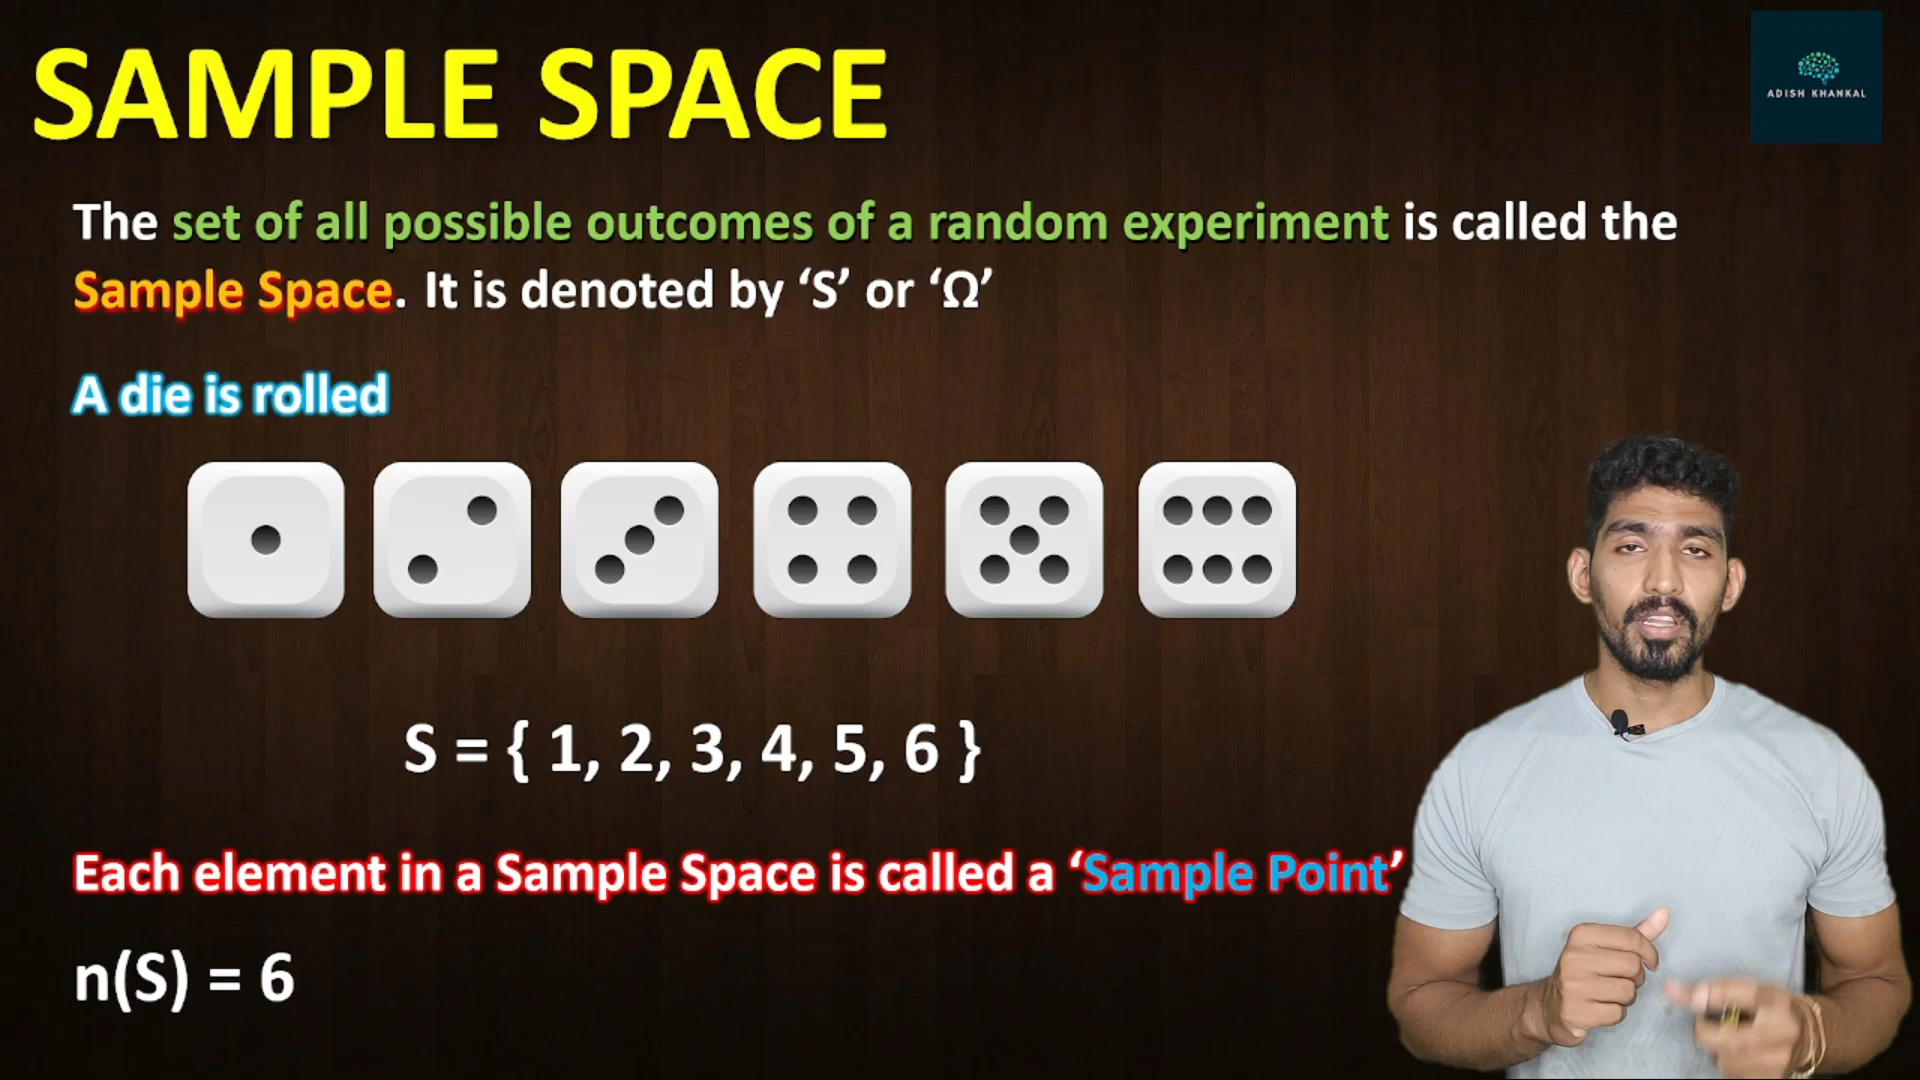 SAMPLE SPACE
ADISH KHANKAL
The set of all possible outcomes of a random experiment is called the
Sample Space. It is denoted by ‘S’ or ‘Ω’
A die is rolled
S = { 1, 2, 3, 4, 5, 6 }
Each element in a Sample Space is called a ‘Sample Point’
n(S) = 6